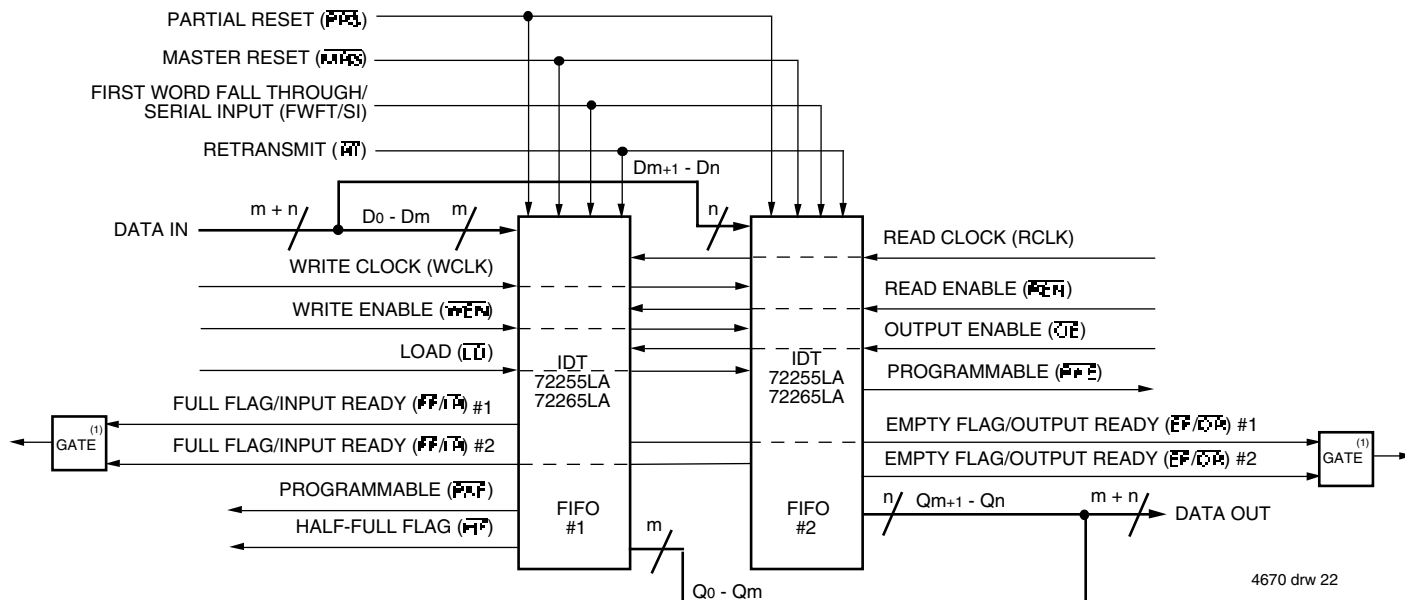 PARTIAL RESET (PRS)
MASTER RESET (MRS)
FIRST WORD FALL THROUGH/
SERIAL INPUT (FWFT/SI)
RETRANSMIT (RT)
Dm+1 - Dn
m + n
D0 - Dm
m
n
DATA IN
READ CLOCK (RCLK)
WRITE CLOCK (WCLK)
READ ENABLE (REN)
WRITE ENABLE (WEN)
OUTPUT ENABLE (OE)
LOAD (LD)
IDT
72255LA
72265LA
IDT
72255LA
72265LA
PROGRAMMABLE (PAE)
FULL FLAG/INPUT READY (FF/IR) #1
EMPTY FLAG/OUTPUT READY (EF/OR) #1
(1)
GATE
FULL FLAG/INPUT READY (FF/IR) #2
EMPTY FLAG/OUTPUT READY (EF/OR) #2
(1)
GATE
PROGRAMMABLE (PAF)
HALF-FULL FLAG (HF)
FIFO
#1
m
FIFO
#2
n
Qm+1 - Qn
m + n
DATA OUT
Q0 - Qm
4670 drw 22